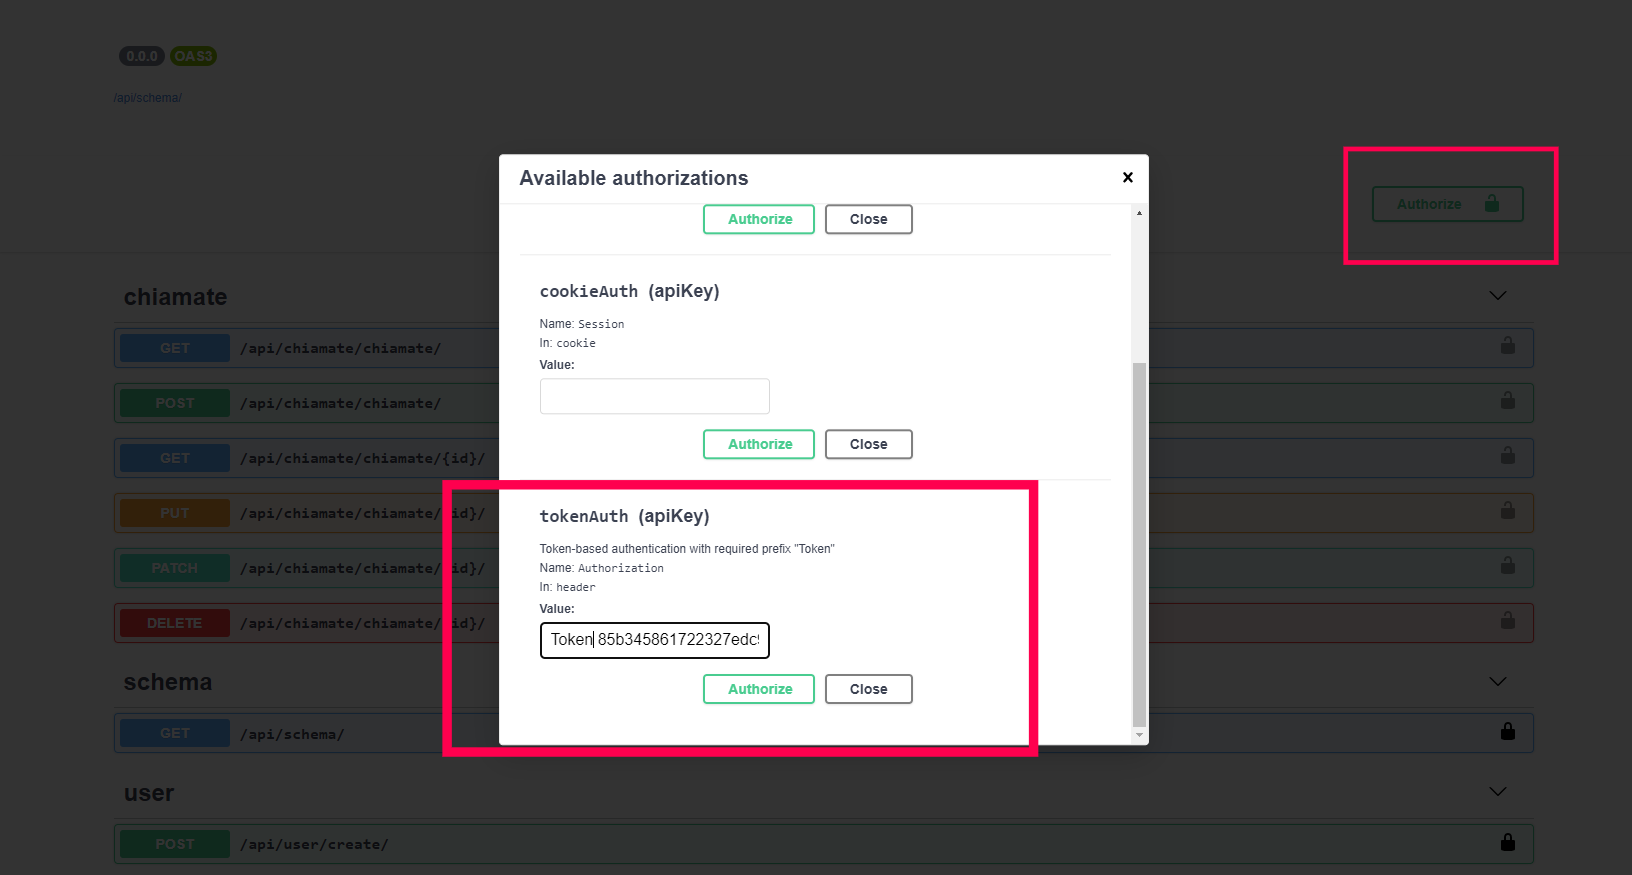 0.0.0 OAS3
/api/schema/
Authorize
Available authorizations
Authorize Close
cookieAuth (apiKey)
Name: Session
In: cookie
Value:
Authorize Close
tokenAuth (apiKey)
Token-based authentication with required prefix "Token"
Name: Authorization
In: header
Value:
Token 85b345861722327edc
Authorize Close
chiamate
GET /api/chiamate/chiamate/
POST /api/chiamate/chiamate/
GET /api/chiamate/chiamate/{id}/
PUT /api/chiamate/chiamate/ id}/
PATCH /api/chiamate/chiamate/ id}/
DELETE /api/chiamate/chiamate/ id}/
schema
GET /api/schema/
user
POST /api/user/create/